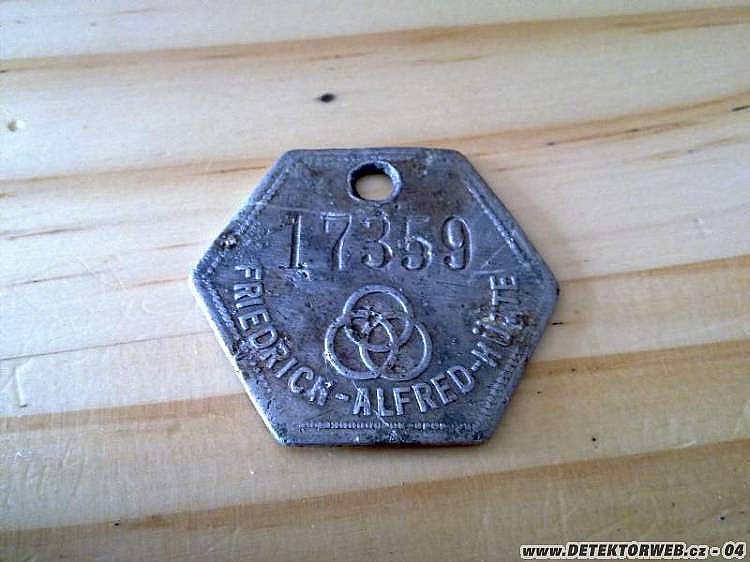 17359
FRIEDRICH-ALFRED-HÜTTE
www.DETEKTORWEB.cz - 04